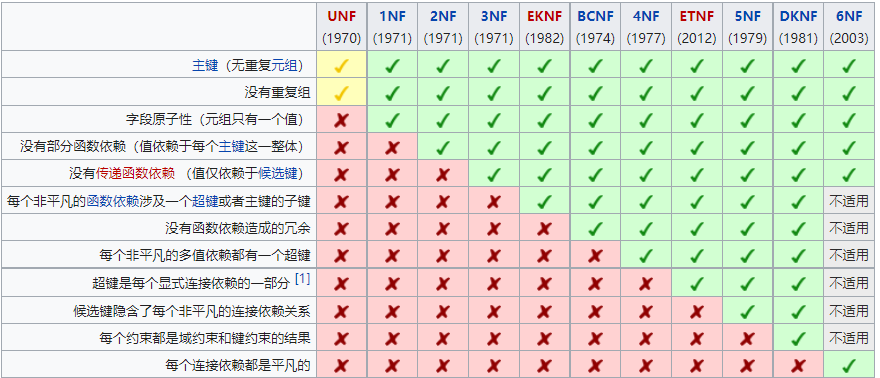 UNF 1NF 2NF 3NF EKNF BCNF 4NF ETNF 5NF DKNF 6NF
(1970) (1971) (1971) (1971) (1982) (1974) (1977) (2012) (1979) (1981) (2003)
主键（无重复元组） ✓ ✓ ✓ ✓ ✓ ✓ ✓ ✓ ✓ ✓ ✓
没有重复组 ✓ ✓ ✓ ✓ ✓ ✓ ✓ ✓ ✓ ✓ ✓
字段原子性（元组只有一个值） ✗ ✓ ✓ ✓ ✓ ✓ ✓ ✓ ✓ ✓ ✓
没有部分函数依赖（值依赖于每个主键这一整体） ✗ ✗ ✓ ✓ ✓ ✓ ✓ ✓ ✓ ✓ ✓
没有传递函数依赖 （值仅依赖于候选键） ✗ ✗ ✗ ✓ ✓ ✓ ✓ ✓ ✓ ✓ ✓
每个非平凡的函数依赖涉及一个超键或者主键的子键 ✗ ✗ ✗ ✗ ✓ ✓ ✓ ✓ ✓ ✓ 不适用
没有函数依赖造成的冗余 ✗ ✗ ✗ ✗ ✗ ✓ ✓ ✓ ✓ ✓ 不适用
每个非平凡的多值依赖都有一个超键 ✗ ✗ ✗ ✗ ✗ ✗ ✓ ✓ ✓ ✓ 不适用
超键是每个显式连接依赖的一部分 [1] ✗ ✗ ✗ ✗ ✗ ✗ ✗ ✓ ✓ ✓ 不适用
候选键隐含了每个非平凡的连接依赖关系 ✗ ✗ ✗ ✗ ✗ ✗ ✗ ✗ ✓ ✓ 不适用
每个约束都是域约束和键约束的结果 ✗ ✗ ✗ ✗ ✗ ✗ ✗ ✗ ✗ ✓ 不适用
每个连接依赖都是平凡的 ✗ ✗ ✗ ✗ ✗ ✗ ✗ ✗ ✗ ✗ ✓